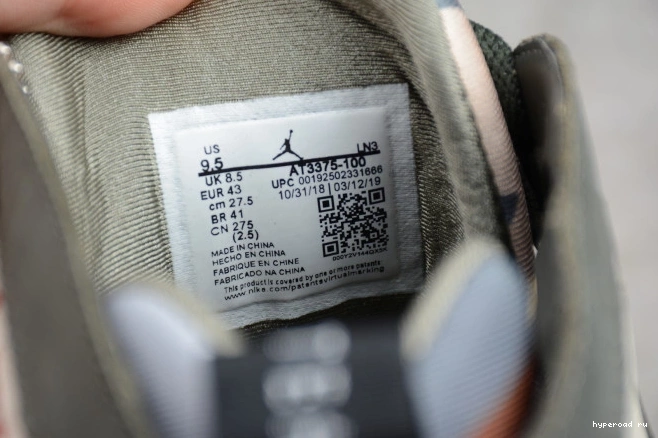 US LN3
9.5 AT3375-100
UK 8.5 UPC 00192502331666
EUR 43 10/31/18 03/12/19
cm 27.5
BR 41
CN 275
(2.5)
MADE IN CHINA
HECHO EN CHINA
FABRIQUE EN CHINE
FABRICADO NA CHINA
This product is covered by one or more patents
www.nike.com/patentsvirtualmarking
hyperoad.ru